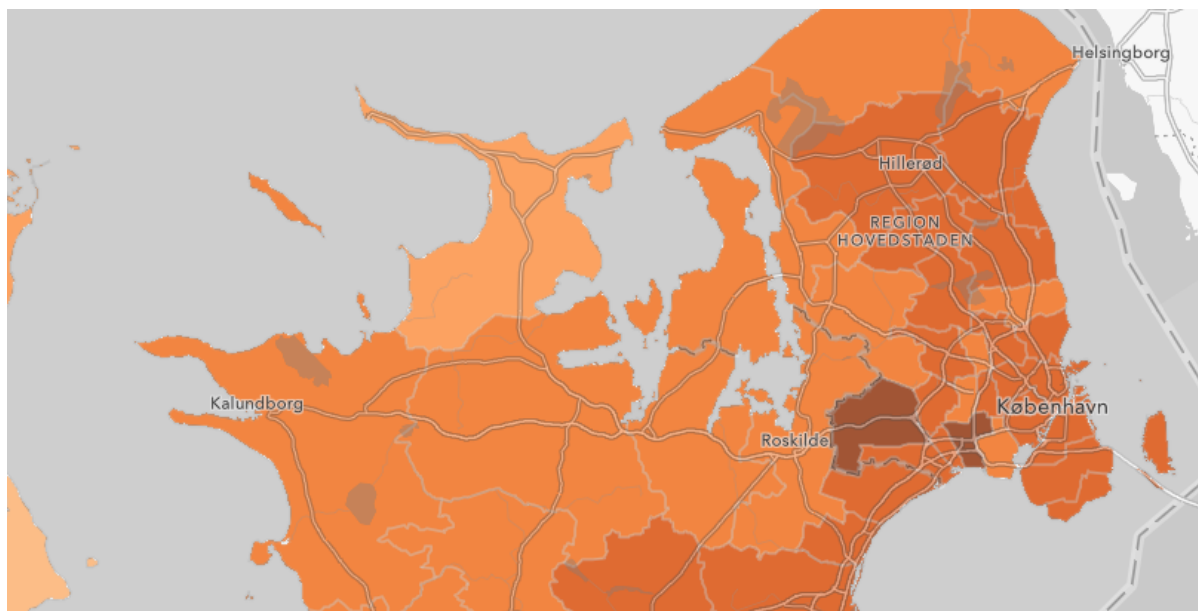 Helsingborg
Hillerød
REGION
HOVEDSTADEN
Kalundborg
København
Roskilde